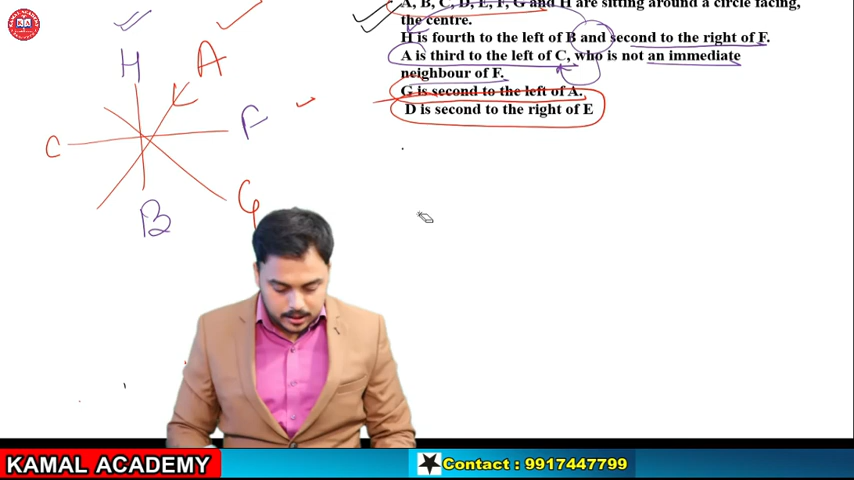 KAMAL ACADEMY
A, B, C, D, E, F, G and H are sitting around a circle facing,
the centre.
H is fourth to the left of B and second to the right of F.
A is third to the left of C, who is not an immediate
neighbour of F.
G is second to the left of A.
D is second to the right of E
H
A
F
C
G
B
KAMAL ACADEMY
Contact : 9917447799